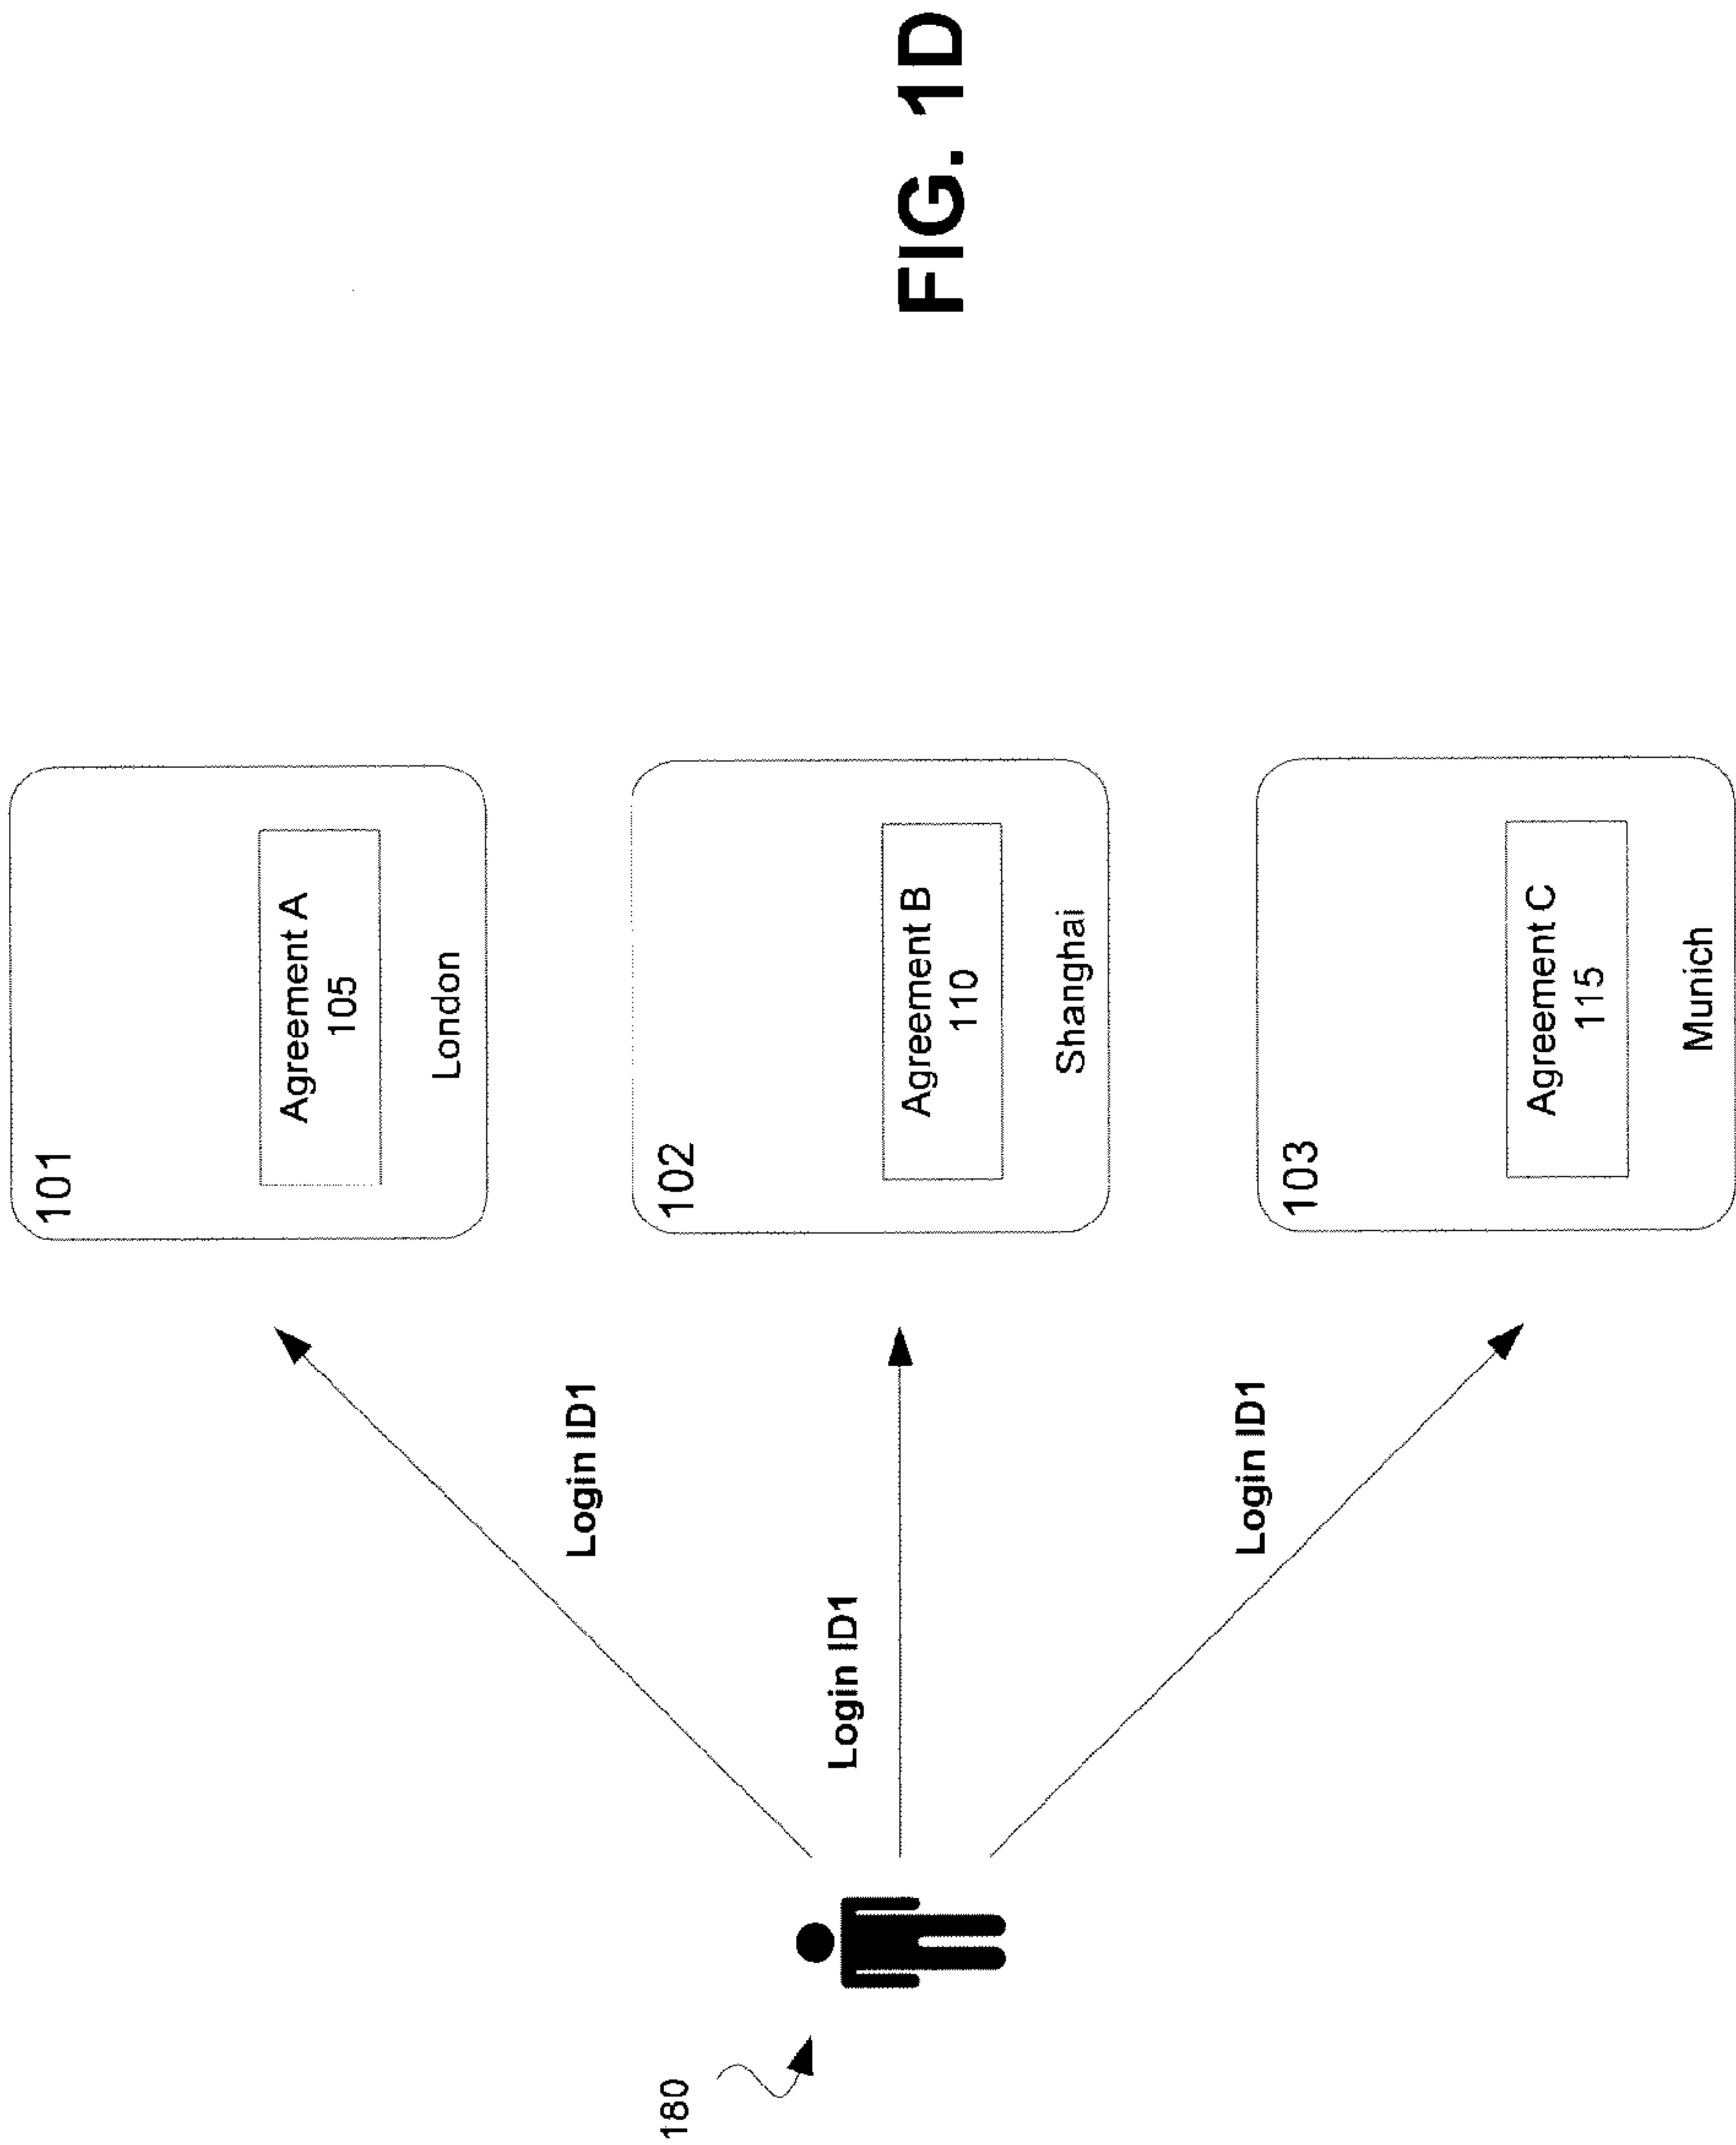 101
Agreement A
105
London
Login ID1
102
Agreement B
110
Shanghai
Login ID1
180
103
Agreement C
115
Munich
Login ID1
FIG. 1D